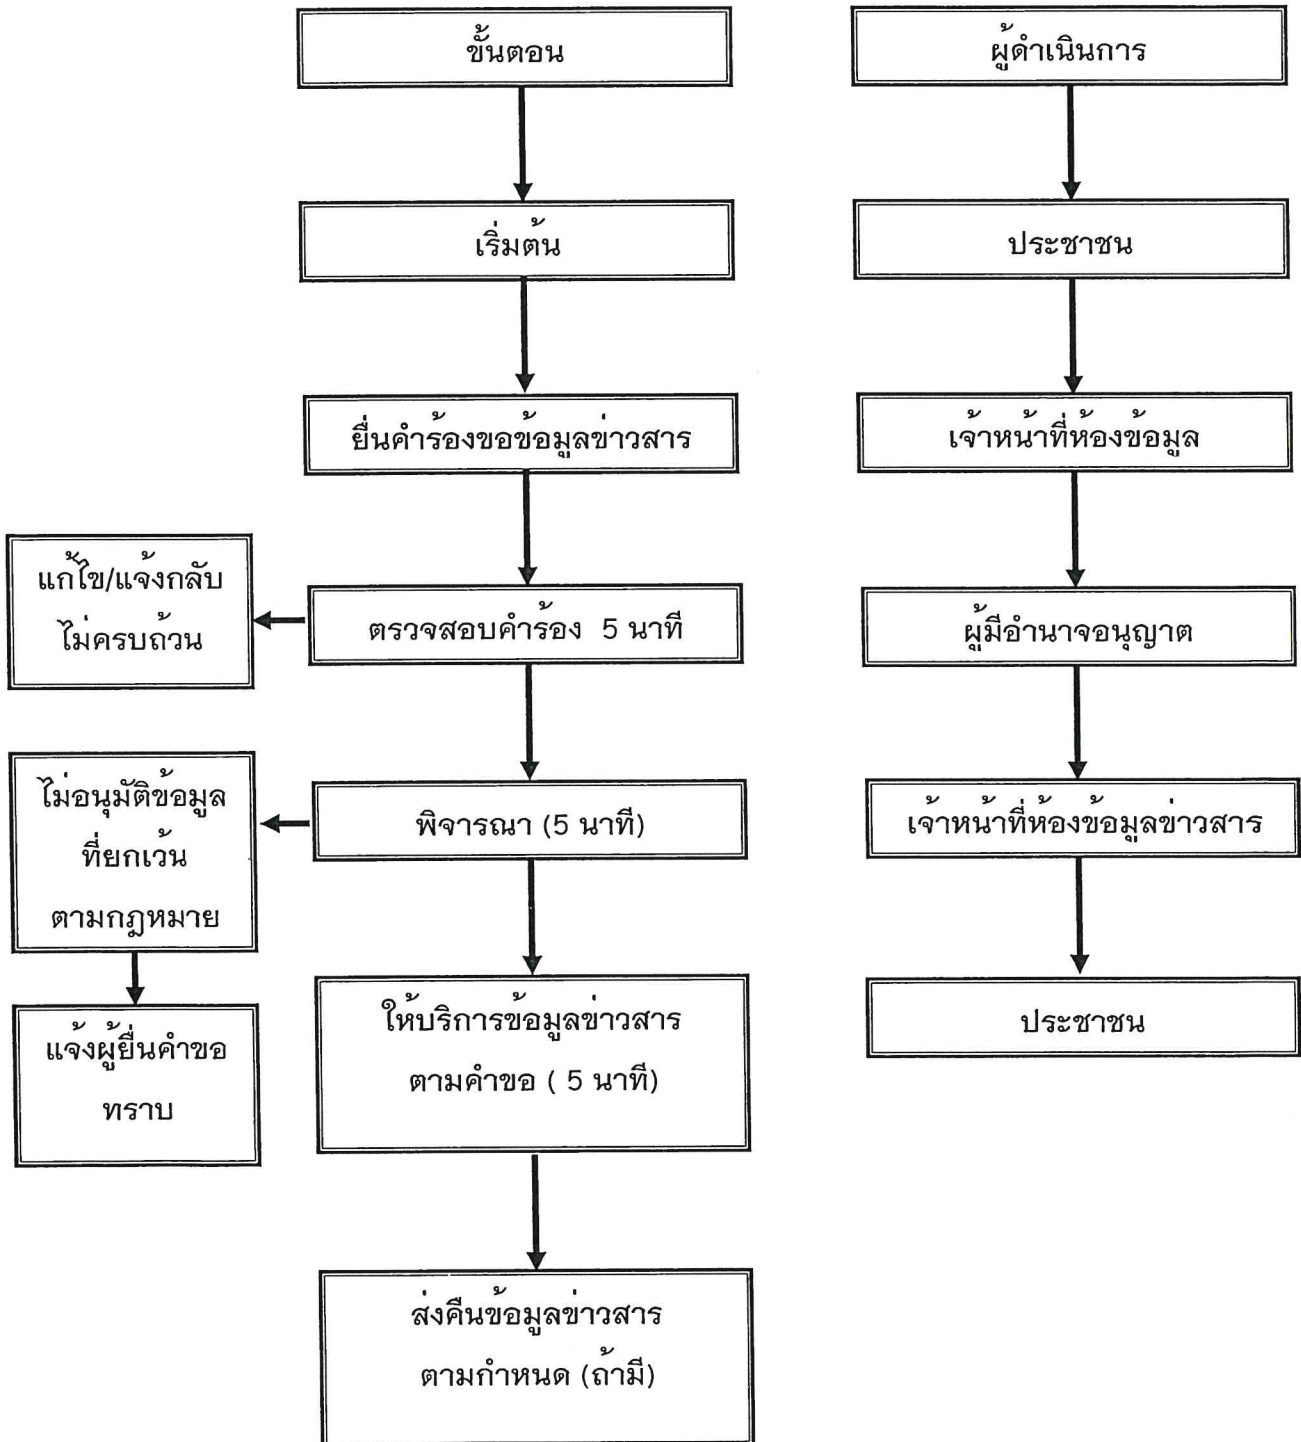 ขั้นตอน
ผู้ดำเนินการ
เริ่มต้น
ประชาชน
ยื่นคำร้องขอข้อมูลข่าวสาร
เจ้าหน้าที่ห้องข้อมูล
แก้ไข/แจ้งกลับ
ไม่ครบถ้วน
ตรวจสอบคำร้อง 5 นาที
ผู้มีอำนาจอนุญาต
ไม่อนุมัติข้อมูล
ที่ยกเว้น
ตามกฎหมาย
พิจารณา (5 นาที)
เจ้าหน้าที่ห้องข้อมูลข่าวสาร
แจ้งผู้ยื่นคำขอ
ทราบ
ให้บริการข้อมูลข่าวสาร
ตามคำขอ ( 5 นาที)
ประชาชน
ส่งคืนข้อมูลข่าวสาร
ตามกำหนด (ถ้ามี)